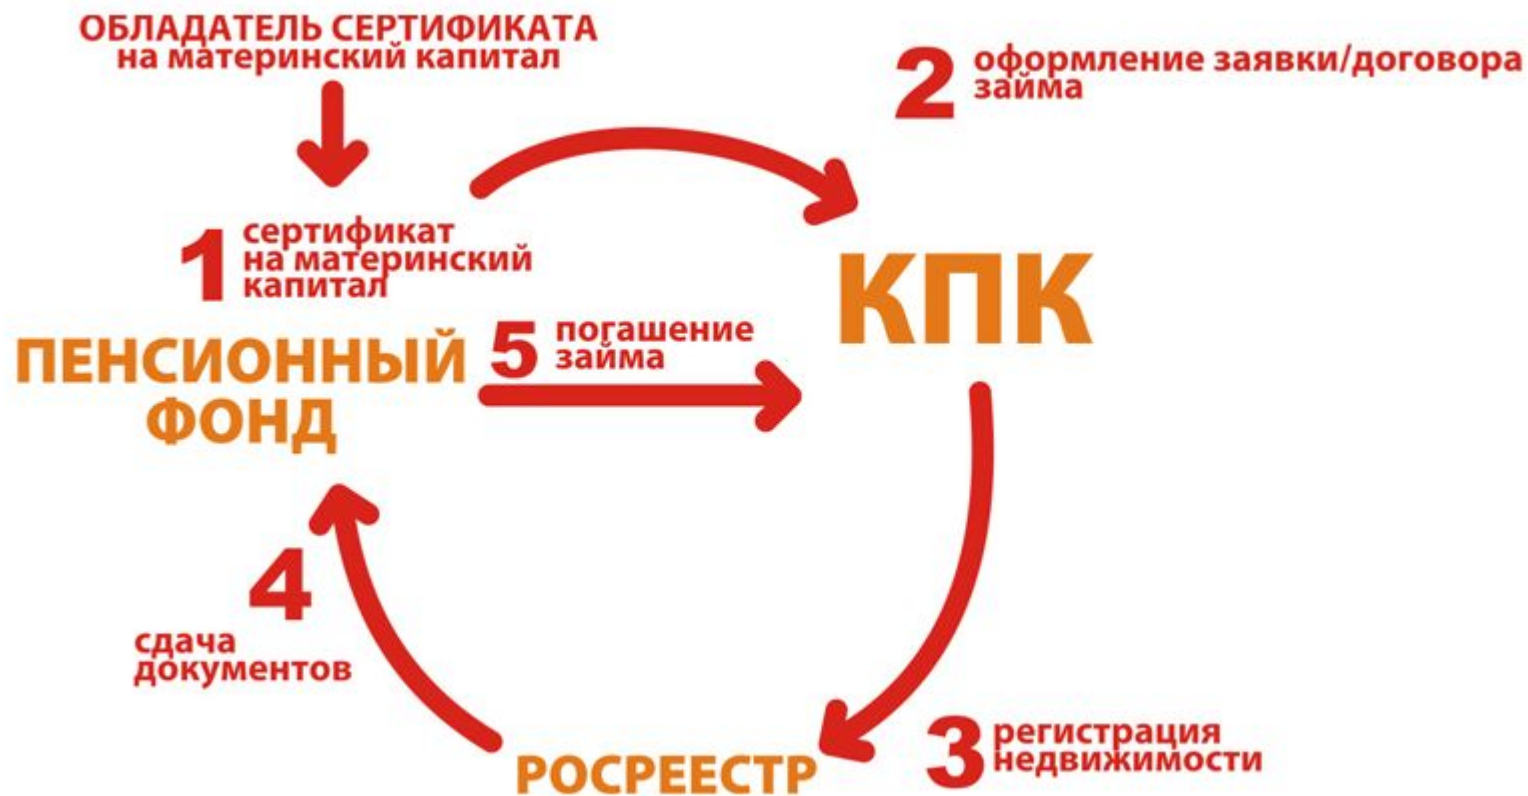 ОБЛАДАТЕЛЬ СЕРТИФИКАТА
на материнский капитал
2 оформление заявки/договора
займа
1 сертификат
на материнский
капитал
КПК
ПЕНСИОННЫЙ
ФОНД
5 погашение
займа
4
сдача
документов
3 регистрация
недвижимости
РОСРЕЕСТР